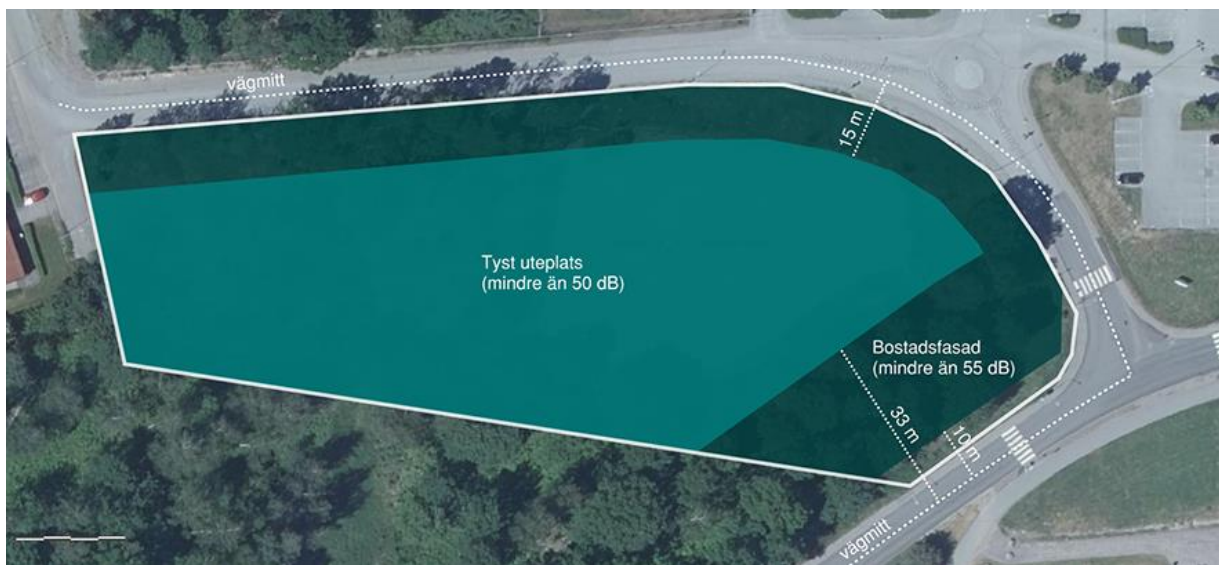 vägmitt
15 m
Tyst uteplats
(mindre än 50 dB)
Bostadsfasad
(mindre än 55 dB)
33 m
10 m
vägmitt